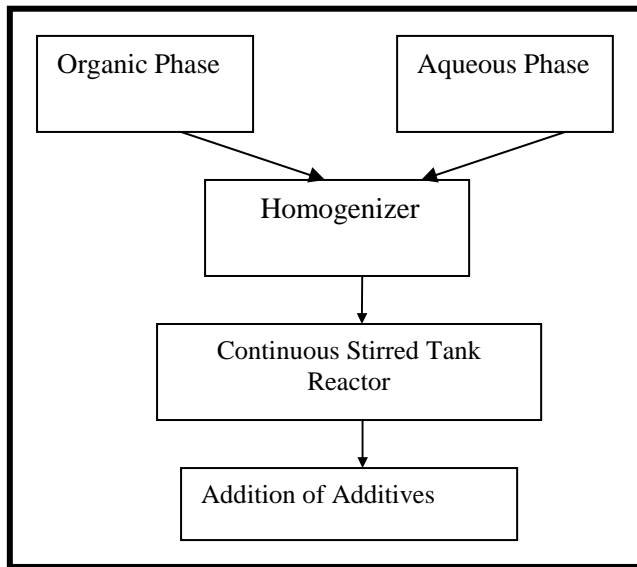 Organic Phase
Aqueous Phase
Homogenizer
Continuous Stirred Tank
Reactor
Addition of Additives